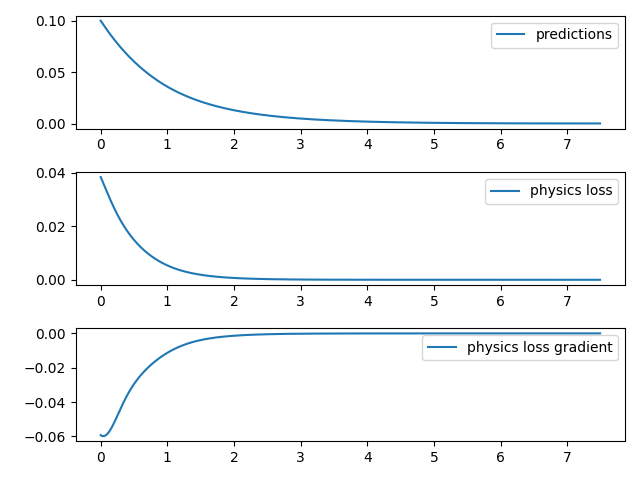 0.10
predictions
0.05
0.00
0 1 2 3 4 5 6 7
0.04
physics loss
0.02
0.00
0 1 2 3 4 5 6 7
0.00
physics loss gradient
−0.02
−0.04
−0.06
0 1 2 3 4 5 6 7